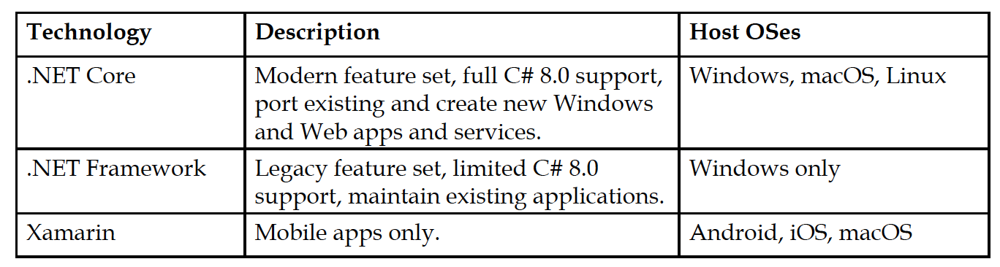 Technology Description Host OSes
.NET Core Modern feature set, full C# 8.0 support, Windows, macOS, Linux
port existing and create new Windows
and Web apps and services.
.NET Framework Legacy feature set, limited C# 8.0 Windows only
support, maintain existing applications.
Xamarin Mobile apps only. Android, iOS, macOS